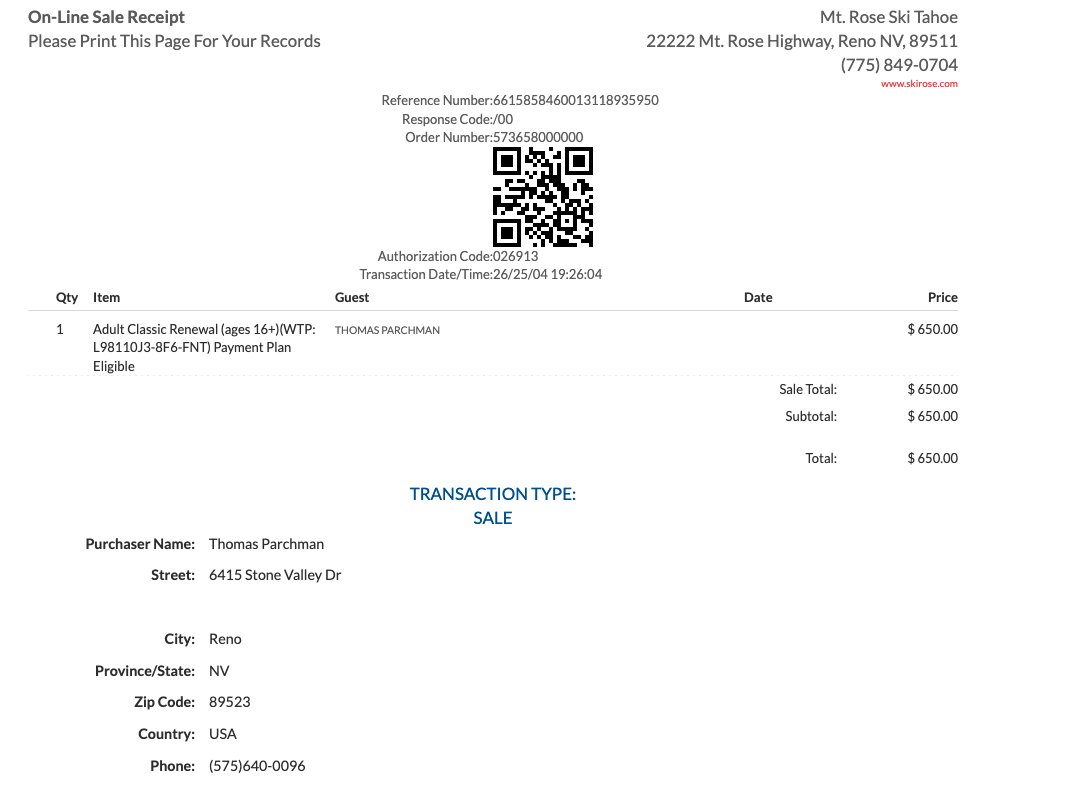 On-Line Sale Receipt
Please Print This Page For Your Records
Mt. Rose Ski Tahoe
22222 Mt. Rose Highway, Reno NV, 89511
(775) 849-0704
www.skirose.com
Reference Number:6615858460013118935950
Response Code:/00
Order Number:573658000000
Authorization Code:026913
Transaction Date/Time:26/25/04 19:26:04
Qty Item Guest Date Price
1 Adult Classic Renewal (ages 16+)(WTP: THOMAS PARCHMAN $ 650.00
L98110J3-8F6-FNT) Payment Plan
Eligible
Sale Total: $ 650.00
Subtotal: $ 650.00
Total: $ 650.00
TRANSACTION TYPE:
SALE
Purchaser Name: Thomas Parchman
Street: 6415 Stone Valley Dr
City: Reno
Province/State: NV
Zip Code: 89523
Country: USA
Phone: (575)640-0096